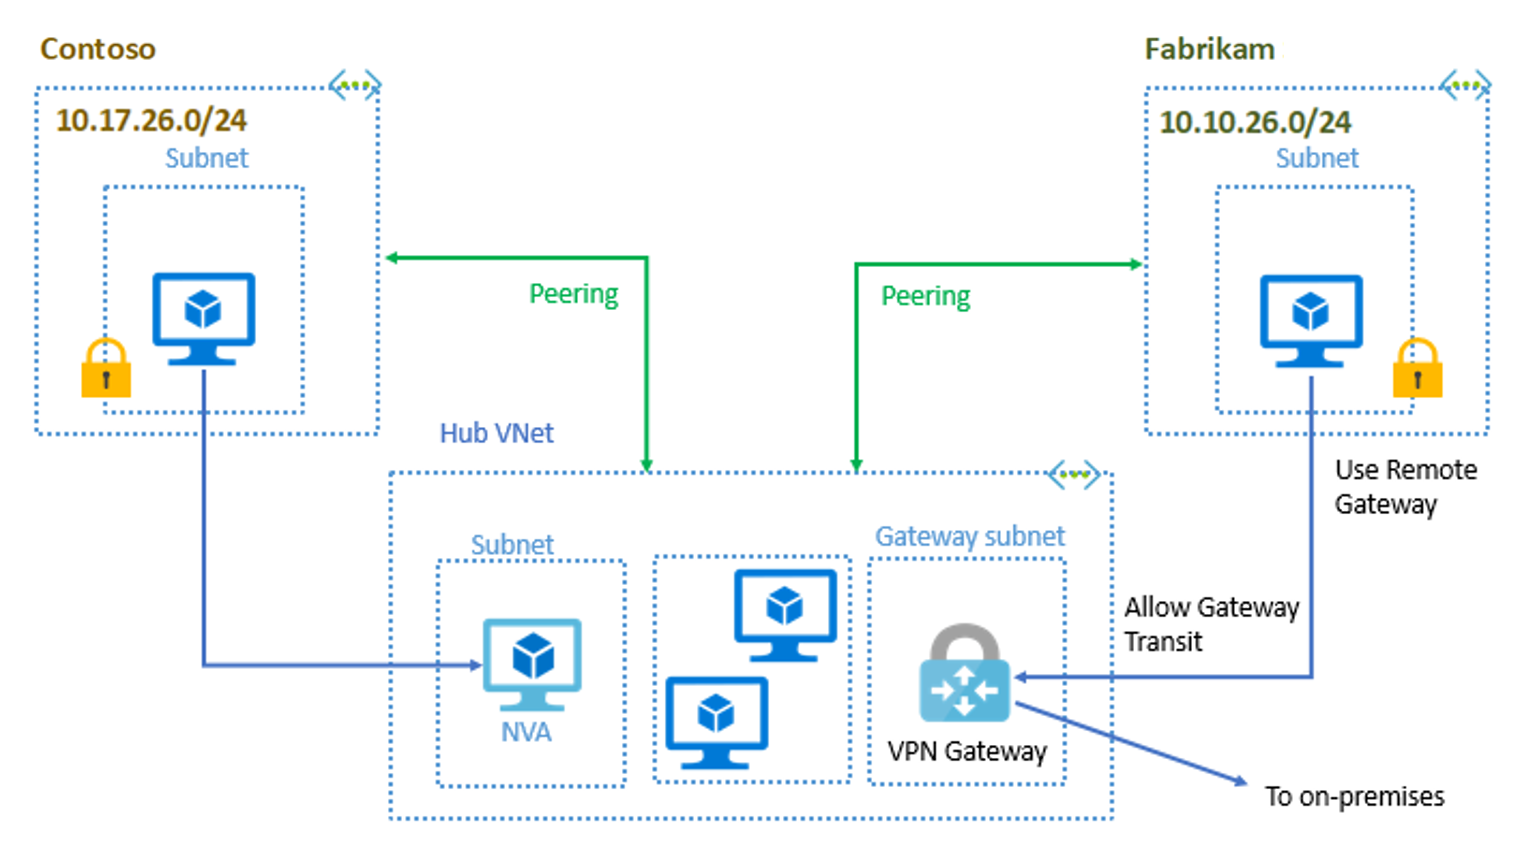 Contoso
10.17.26.0/24
Subnet
Fabrikam
10.10.26.0/24
Subnet
Peering
Peering
Hub VNet
Use Remote
Gateway
Subnet
NVA
Gateway subnet
VPN Gateway
Allow Gateway
Transit
To on-premises